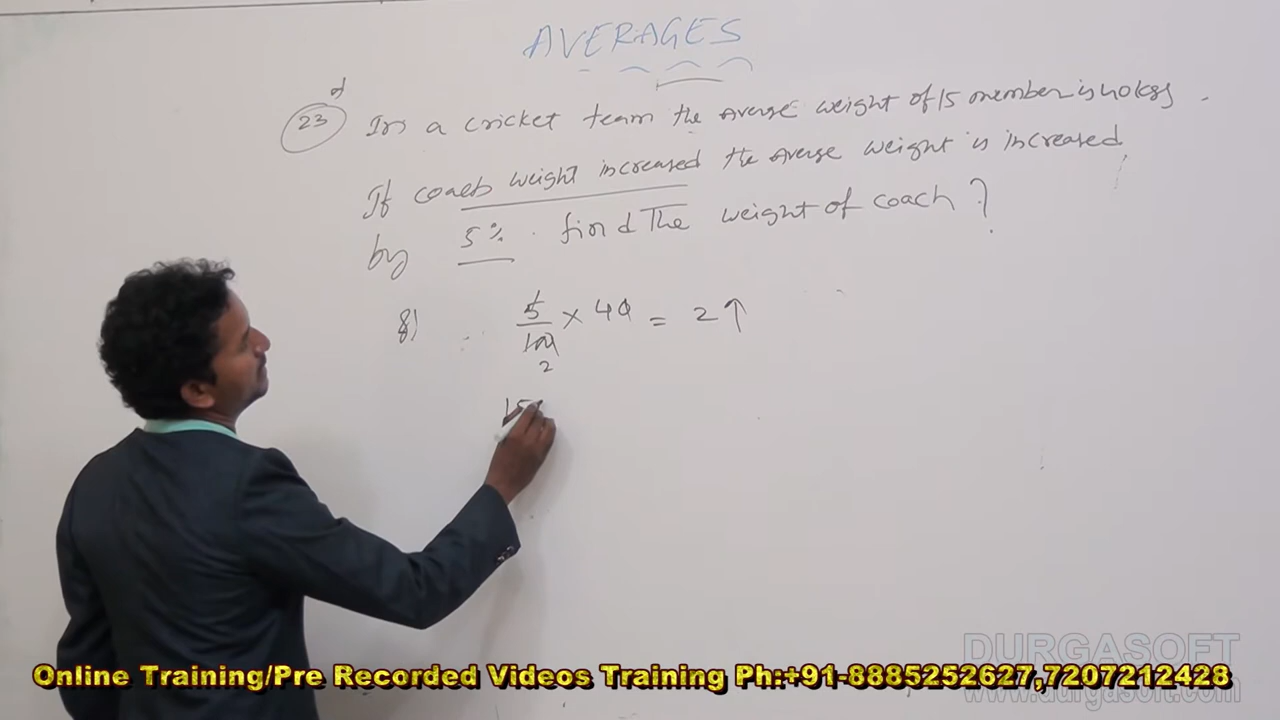 AVERAGES
23) In a cricket team the average weight of 15 member is 40kgs.
If coach weight increased the average weight is increased
by 5%. find the weight of coach?
5/100 × 40 = 2↑
2
15
DURGASOFT
www.durgasoft.com
Online Training/Pre Recorded Videos Training Ph:+91-8885252627,7207212428